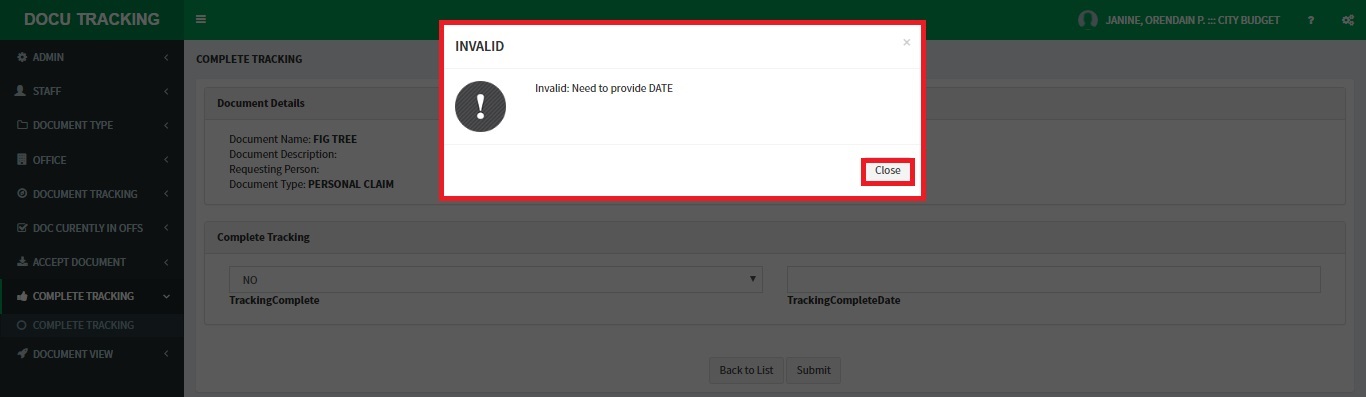 DOCU TRACKING
JANINE, ORENDAIN P. ::: CITY BUDGET ?
ADMIN
STAFF
DOCUMENT TYPE
OFFICE
DOCUMENT TRACKING
DOC CURENTLY IN OFFS
ACCEPT DOCUMENT
COMPLETE TRACKING
COMPLETE TRACKING
DOCUMENT VIEW
COMPLETE TRACKING
Document Details
Document Name: FIG TREE
Document Description:
Requesting Person:
Document Type: PERSONAL CLAIM
INVALID ×
!
Invalid: Need to provide DATE
Close
Complete Tracking
NO
TrackingComplete TrackingCompleteDate
Back to List Submit